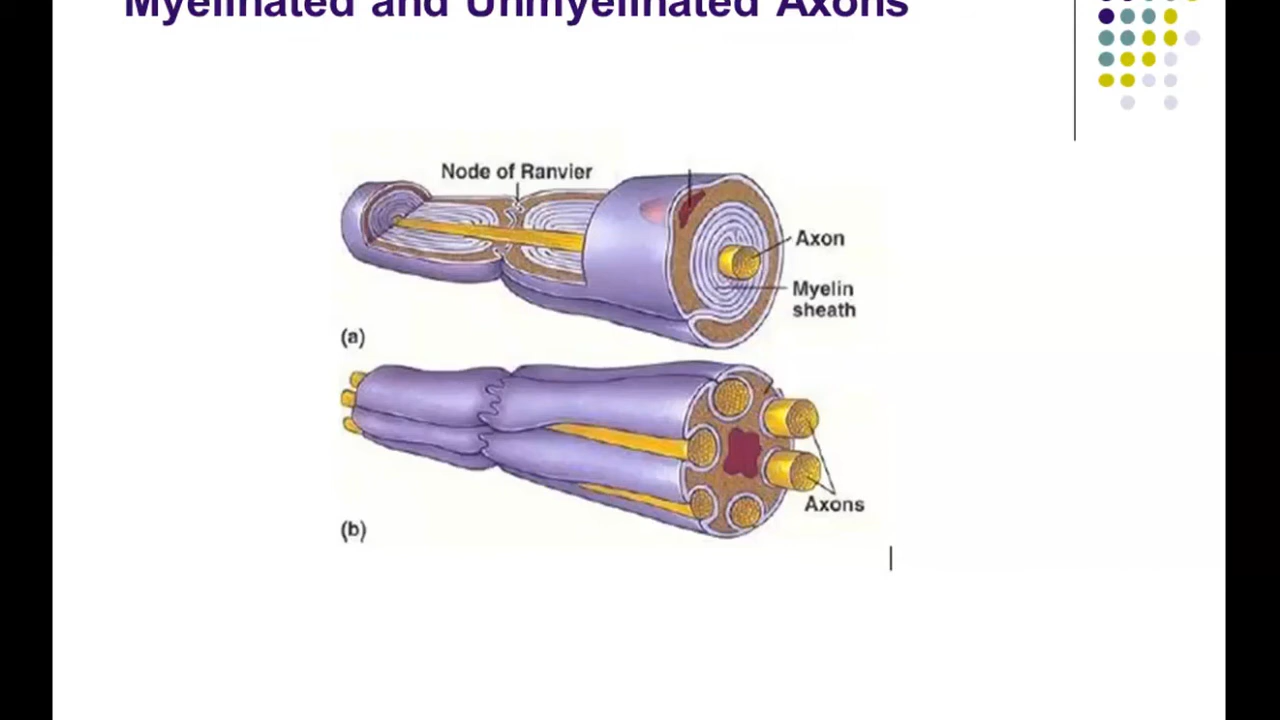 Myelinated and Unmyelinated Axons
Node of Ranvier
Axon
Myelin
sheath
(a)
Axons
(b)